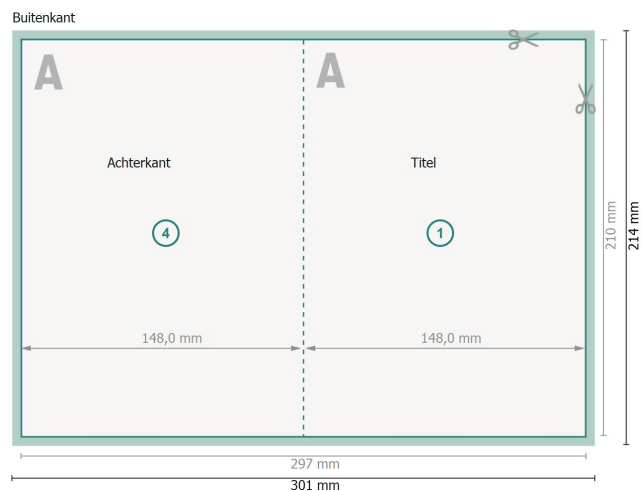 Buitenkant
A A
Achterkant Titel
4 1
148,0 mm 148,0 mm
210 mm
214 mm
297 mm
301 mm